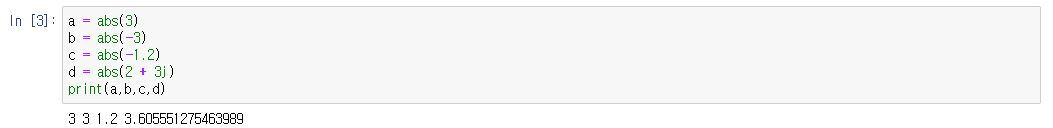 In [3]: a = abs(3)
b = abs(-3)
c = abs(-1.2)
d = abs(2 + 3j)
print(a,b,c,d)
3 3 1.2 3.605551275463989